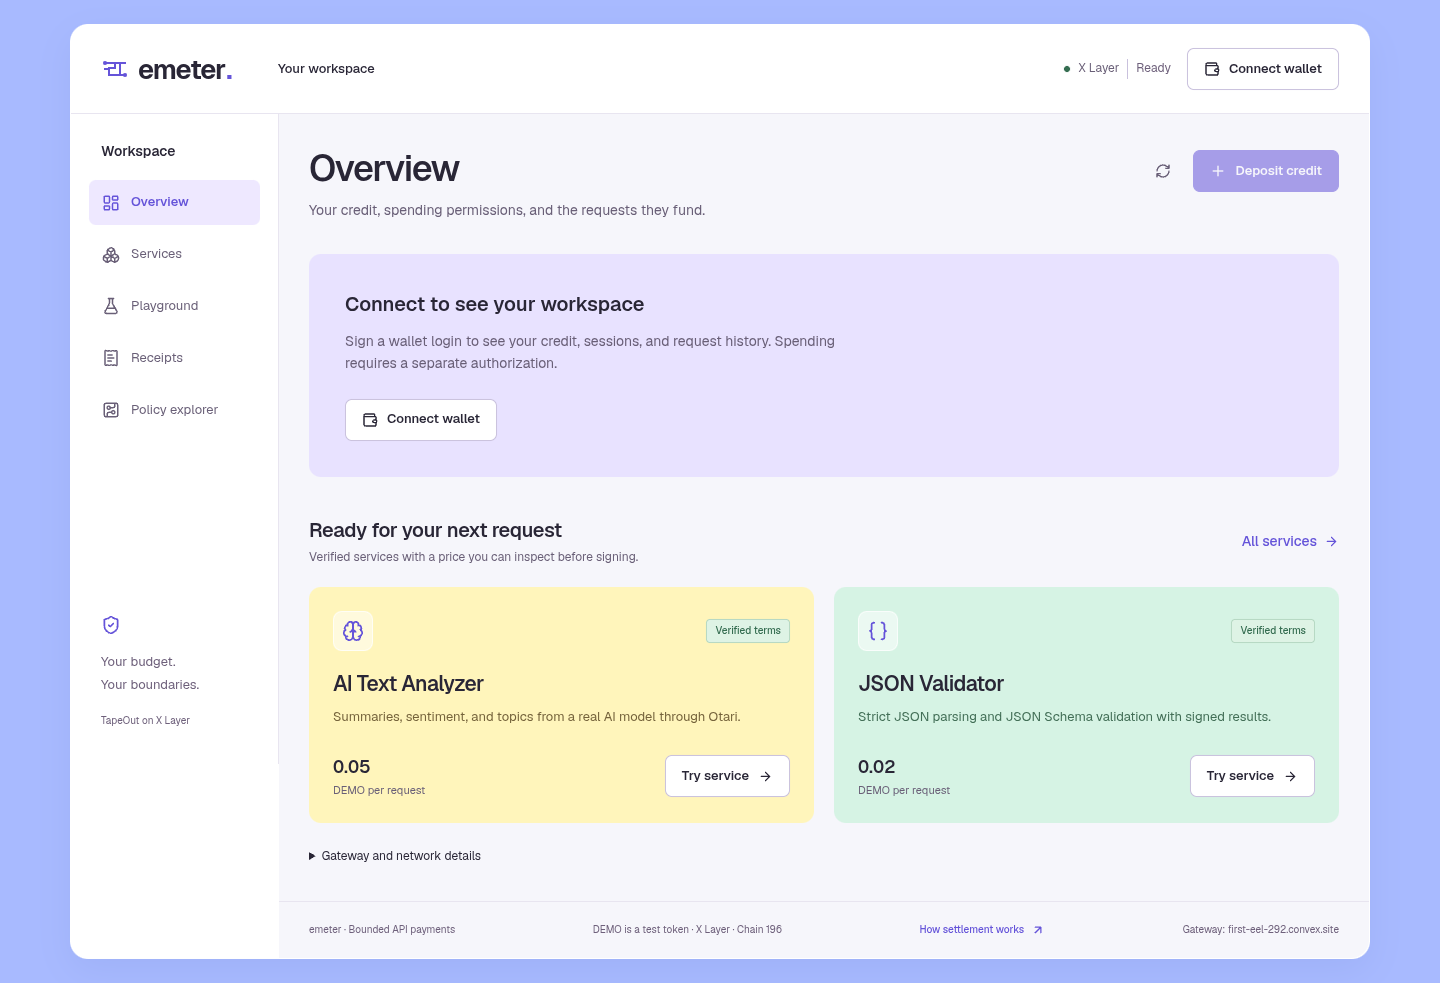 emeter.
Your workspace
X Layer
Ready
Connect wallet
Workspace
Overview
Services
Playground
Receipts
Policy explorer
Your budget.
Your boundaries.
TapeOut on X Layer
Overview
Your credit, spending permissions, and the requests they fund.
Deposit credit
Connect to see your workspace
Sign a wallet login to see your credit, sessions, and request history. Spending
requires a separate authorization.
Connect wallet
Ready for your next request
Verified services with a price you can inspect before signing.
All services
Verified terms
AI Text Analyzer
Summaries, sentiment, and topics from a real AI model through Otari.
0.05
DEMO per request
Try service
Verified terms
JSON Validator
Strict JSON parsing and JSON Schema validation with signed results.
0.02
DEMO per request
Try service
Gateway and network details
emeter · Bounded API payments
DEMO is a test token · X Layer · Chain 196
How settlement works
Gateway: first-eel-292.convex.site